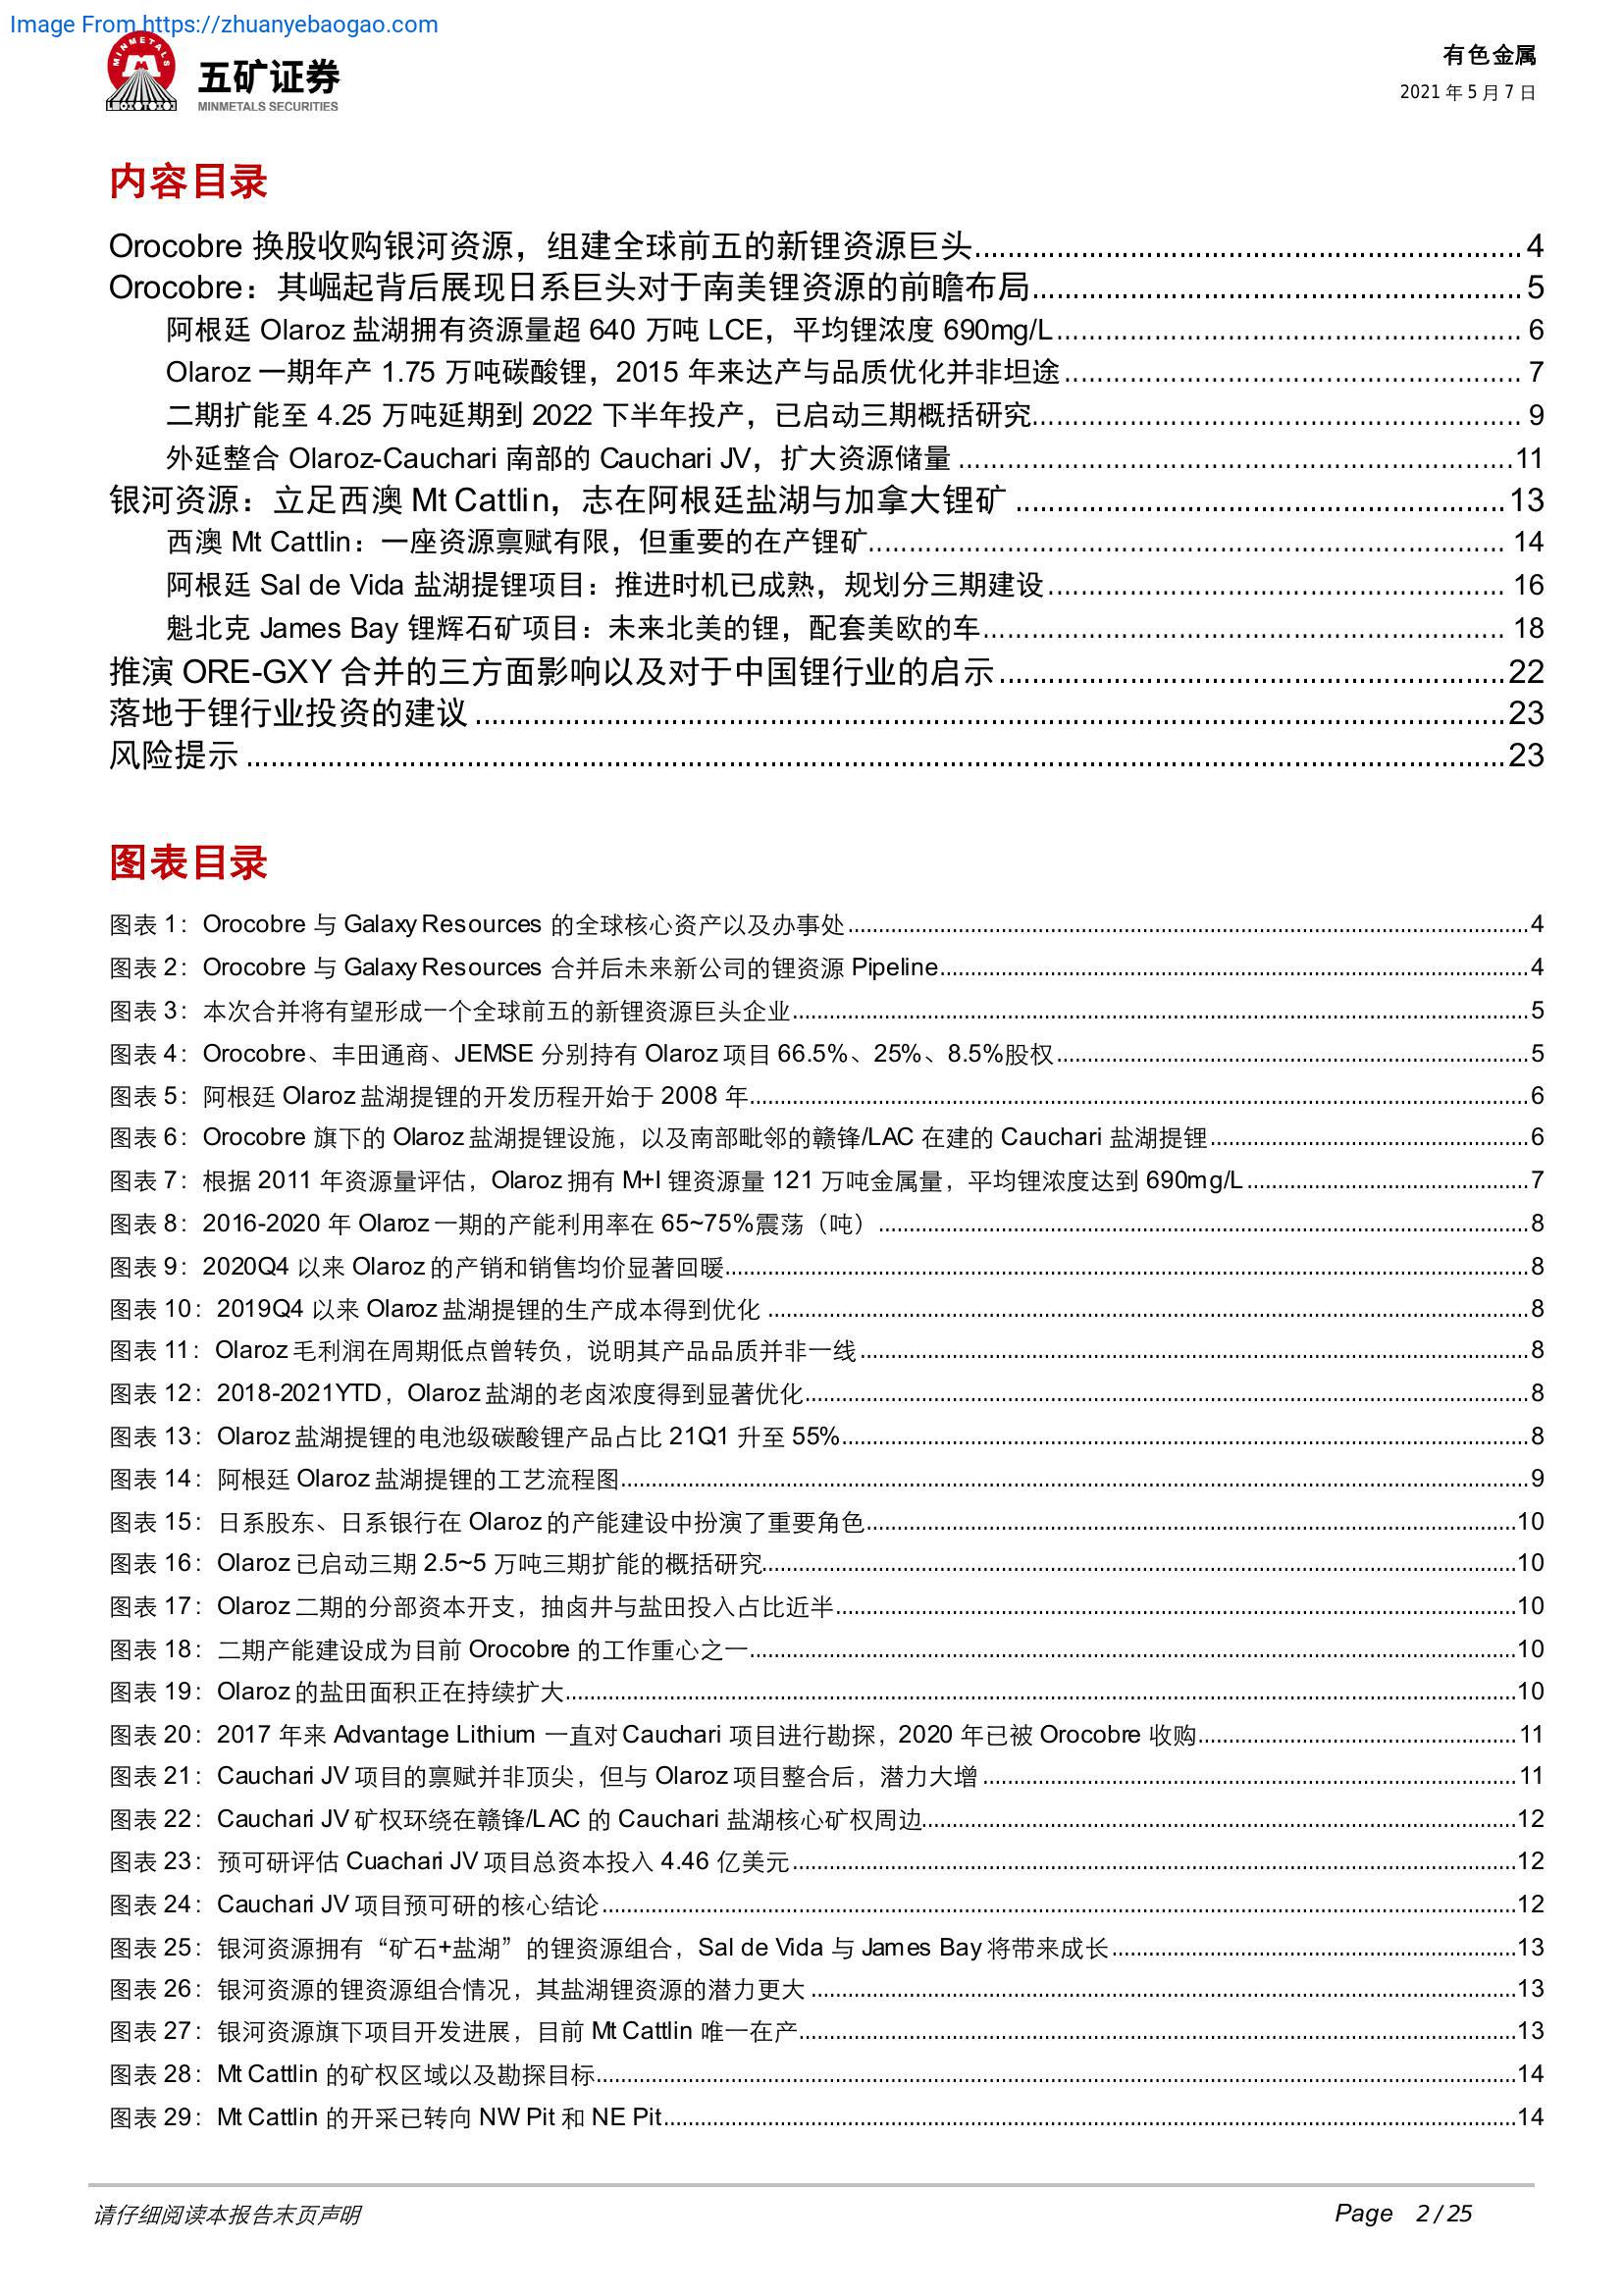 Image From https://zhuanyebaogao.com
MINMETALS
五矿证券
MINMETALS SECURITIES
有色金属
2021 年 5 月 7 日
内容目录
Orocobre 换股收购银河资源，组建全球前五的新锂资源巨头 4
Orocobre：其崛起背后展现日系巨头对于南美锂资源的前瞻布局 5
阿根廷 Olaroz 盐湖拥有资源量超 640 万吨 LCE，平均锂浓度 690mg/L 6
Olaroz 一期年产 1.75 万吨碳酸锂，2015 年来达产与品质优化并非坦途 7
二期扩能至 4.25 万吨延期到 2022 下半年投产，已启动三期概括研究 9
外延整合 Olaroz-Cauchari 南部的 Cauchari JV，扩大资源储量 11
银河资源：立足西澳 Mt Cattlin，志在阿根廷盐湖与加拿大锂矿 13
西澳 Mt Cattlin：一座资源禀赋有限，但重要的在产锂矿 14
阿根廷 Sal de Vida 盐湖提锂项目：推进时机已成熟，规划分三期建设 16
魁北克 James Bay 锂辉石矿项目：未来北美的锂，配套美欧的车 18
推演 ORE-GXY 合并的三方面影响以及对于中国锂行业的启示 22
落地于锂行业投资的建议 23
风险提示 23
图表目录
图表 1：Orocobre 与 Galaxy Resources 的全球核心资产以及办事处 4
图表 2：Orocobre 与 Galaxy Resources 合并后未来新公司的锂资源 Pipeline 4
图表 3：本次合并将有望形成一个全球前五的新锂资源巨头企业 5
图表 4：Orocobre、丰田通商、JEMSE 分别持有 Olaroz 项目 66.5%、25%、8.5%股权 5
图表 5：阿根廷 Olaroz 盐湖提锂的开发历程开始于 2008 年 6
图表 6：Orocobre 旗下的 Olaroz 盐湖提锂设施，以及南部毗邻的赣锋/LAC 在建的 Cauchari 盐湖提锂 6
图表 7：根据 2011 年资源量评估，Olaroz 拥有 M+I 锂资源量 121 万吨金属量，平均锂浓度达到 690mg/L 7
图表 8：2016-2020 年 Olaroz 一期的产能利用率在 65~75%震荡（吨） 8
图表 9：2020Q4 以来 Olaroz 的产销和销售均价显著回暖 8
图表 10：2019Q4 以来 Olaroz 盐湖提锂的生产成本得到优化 8
图表 11：Olaroz 毛利润在周期低点曾转负，说明其产品品质并非一线 8
图表 12：2018-2021YTD，Olaroz 盐湖的老卤浓度得到显著优化 8
图表 13：Olaroz 盐湖提锂的电池级碳酸锂产品占比 21Q1 升至 55% 8
图表 14：阿根廷 Olaroz 盐湖提锂的工艺流程图 9
图表 15：日系股东、日系银行在 Olaroz 的产能建设中扮演了重要角色 10
图表 16：Olaroz 已启动三期 2.5~5 万吨三期扩能的概括研究 10
图表 17：Olaroz 二期的分部资本开支，抽卤井与盐田投入占比近半 10
图表 18：二期产能建设成为目前 Orocobre 的工作重心之一 10
图表 19：Olaroz 的盐田面积正在持续扩大 10
图表 20：2017 年来 Advantage Lithium 一直对 Cauchari 项目进行勘探，2020 年已被 Orocobre 收购 11
图表 21：Cauchari JV 项目的禀赋并非顶尖，但与 Olaroz 项目整合后，潜力大增 11
图表 22：Cauchari JV 矿权环绕在赣锋/LAC 的 Cauchari 盐湖核心矿权周边 12
图表 23：预可研评估 Cuachari JV 项目总资本投入 4.46 亿美元 12
图表 24：Cauchari JV 项目预可研的核心结论 12
图表 25：银河资源拥有“矿石+盐湖”的锂资源组合，Sal de Vida 与 James Bay 将带来成长 13
图表 26：银河资源的锂资源组合情况，其盐湖锂资源的潜力更大 13
图表 27：银河资源旗下项目开发进展，目前 Mt Cattlin 唯一在产 13
图表 28：Mt Cattlin 的矿权区域以及勘探目标 14
图表 29：Mt Cattlin 的开采已转向 NW Pit 和 NE Pit 14
请仔细阅读本报告末页声明
Page 2 / 25